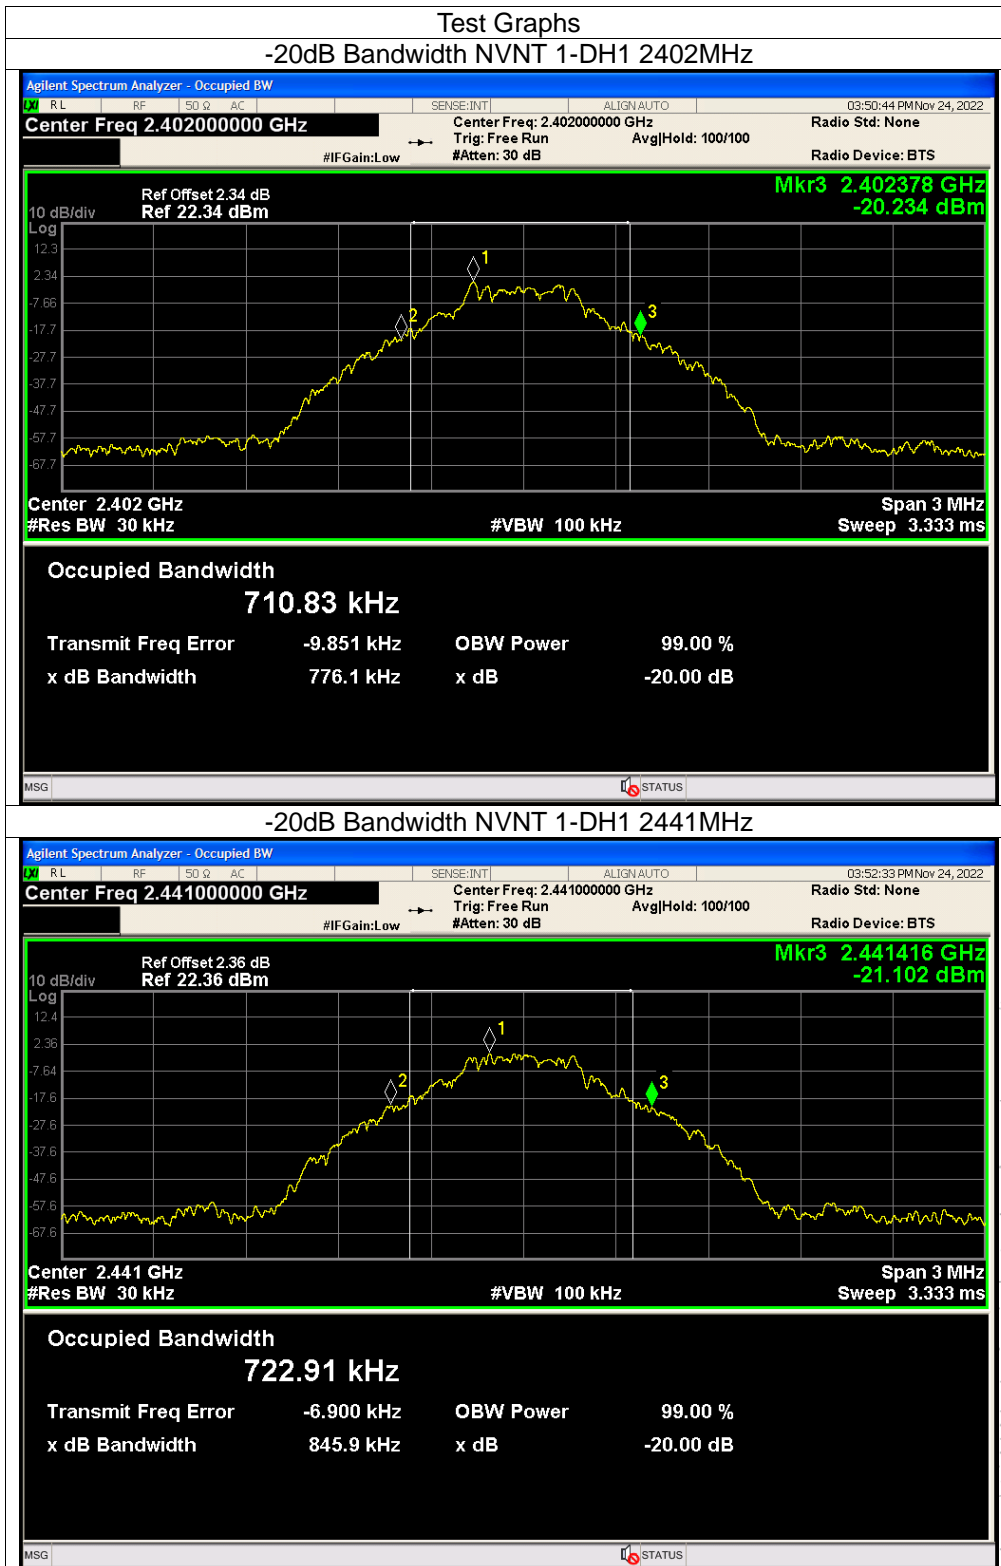 Test Graphs
-20dB Bandwidth NVNT 1-DH1 2402MHz
Agilent Spectrum Analyzer - Occupied BW
LXI RL RF 50 Ω AC SENSE:INT ALIGN AUTO 03:50:44 PM Nov 24, 2022
Center Freq 2.402000000 GHz Center Freq: 2.402000000 GHz Radio Std: None
Trig: Free Run Avg|Hold: 100/100
#IFGain:Low #Atten: 30 dB Radio Device: BTS
Mkr3 2.402378 GHz
-20.234 dBm
Ref Offset 2.34 dB
10 dB/div Ref 22.34 dBm
Log
12.3
2.34
-7.66
-17.7
-27.7
-37.7
-47.7
-57.7
-67.7
1
2
3
Center 2.402 GHz Span 3 MHz
#Res BW 30 kHz #VBW 100 kHz Sweep 3.333 ms
Occupied Bandwidth
710.83 kHz
Transmit Freq Error -9.851 kHz OBW Power 99.00 %
x dB Bandwidth 776.1 kHz x dB -20.00 dB
MSG STATUS
-20dB Bandwidth NVNT 1-DH1 2441MHz
Agilent Spectrum Analyzer - Occupied BW
LXI RL RF 50 Ω AC SENSE:INT ALIGN AUTO 03:52:33 PM Nov 24, 2022
Center Freq 2.441000000 GHz Center Freq: 2.441000000 GHz Radio Std: None
Trig: Free Run Avg|Hold: 100/100
#IFGain:Low #Atten: 30 dB Radio Device: BTS
Mkr3 2.441416 GHz
-21.102 dBm
Ref Offset 2.36 dB
10 dB/div Ref 22.36 dBm
Log
12.4
2.36
-7.64
-17.6
-27.6
-37.6
-47.6
-57.6
-67.6
1
2
3
Center 2.441 GHz Span 3 MHz
#Res BW 30 kHz #VBW 100 kHz Sweep 3.333 ms
Occupied Bandwidth
722.91 kHz
Transmit Freq Error -6.900 kHz OBW Power 99.00 %
x dB Bandwidth 845.9 kHz x dB -20.00 dB
MSG STATUS